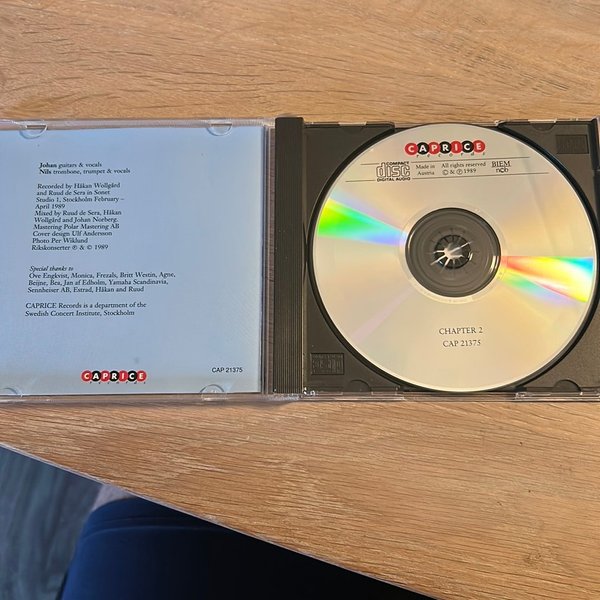 Johan guitars & vocals
Nils trombone, trumpet & vocals
Recorded by Håkan Wollgård
and Ruud de Sera in Sonet
Studio 1, Stockholm February –
April 1989
Mixed by Ruud de Sera, Håkan
Wollgård and Johan Norberg.
Mastering Polar Mastering AB
Cover design Ulf Andersson
Photo Per Wiklund
Rikskonserter ℗ & © 1989
Special thanks to
Ove Engkvist, Monica, Frezals, Britt Westin, Agne,
Beijne, Bea, Jan af Edholm, Yamaha Scandinavia,
Sennheiser AB, Estrad, Håkan and Ruud
CAPRICE Records is a department of the
Swedish Concert Institute, Stockholm
CAPRICE
records
CAP 21375
CAPRICE
records
COMPACT
disc
DIGITAL AUDIO
Made in
Austria
All rights reserved
© & ℗ 1989
BIEM
ncb
CHAPTER 2
CAP 21375